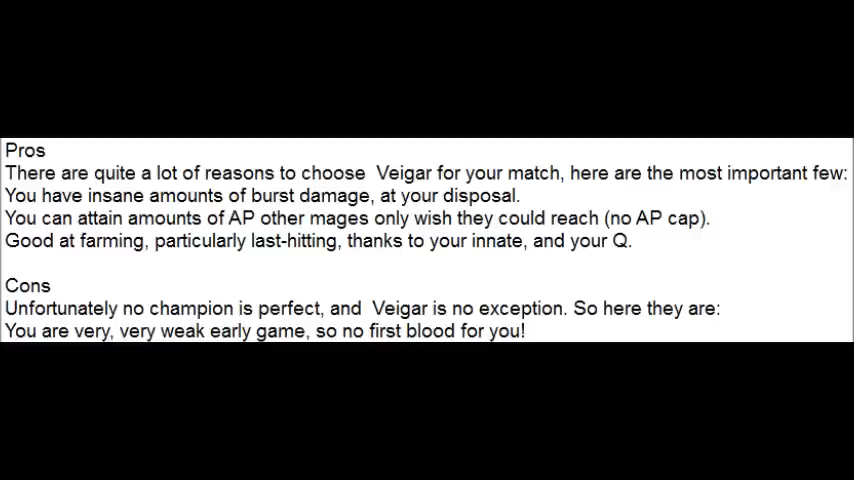 Pros
There are quite a lot of reasons to choose  Veigar for your match, here are the most important few:
You have insane amounts of burst damage, at your disposal.
You can attain amounts of AP other mages only wish they could reach (no AP cap).
Good at farming, particularly last-hitting, thanks to your innate, and your Q.
Cons
Unfortunately no champion is perfect, and  Veigar is no exception. So here they are:
You are very, very weak early game, so no first blood for you!